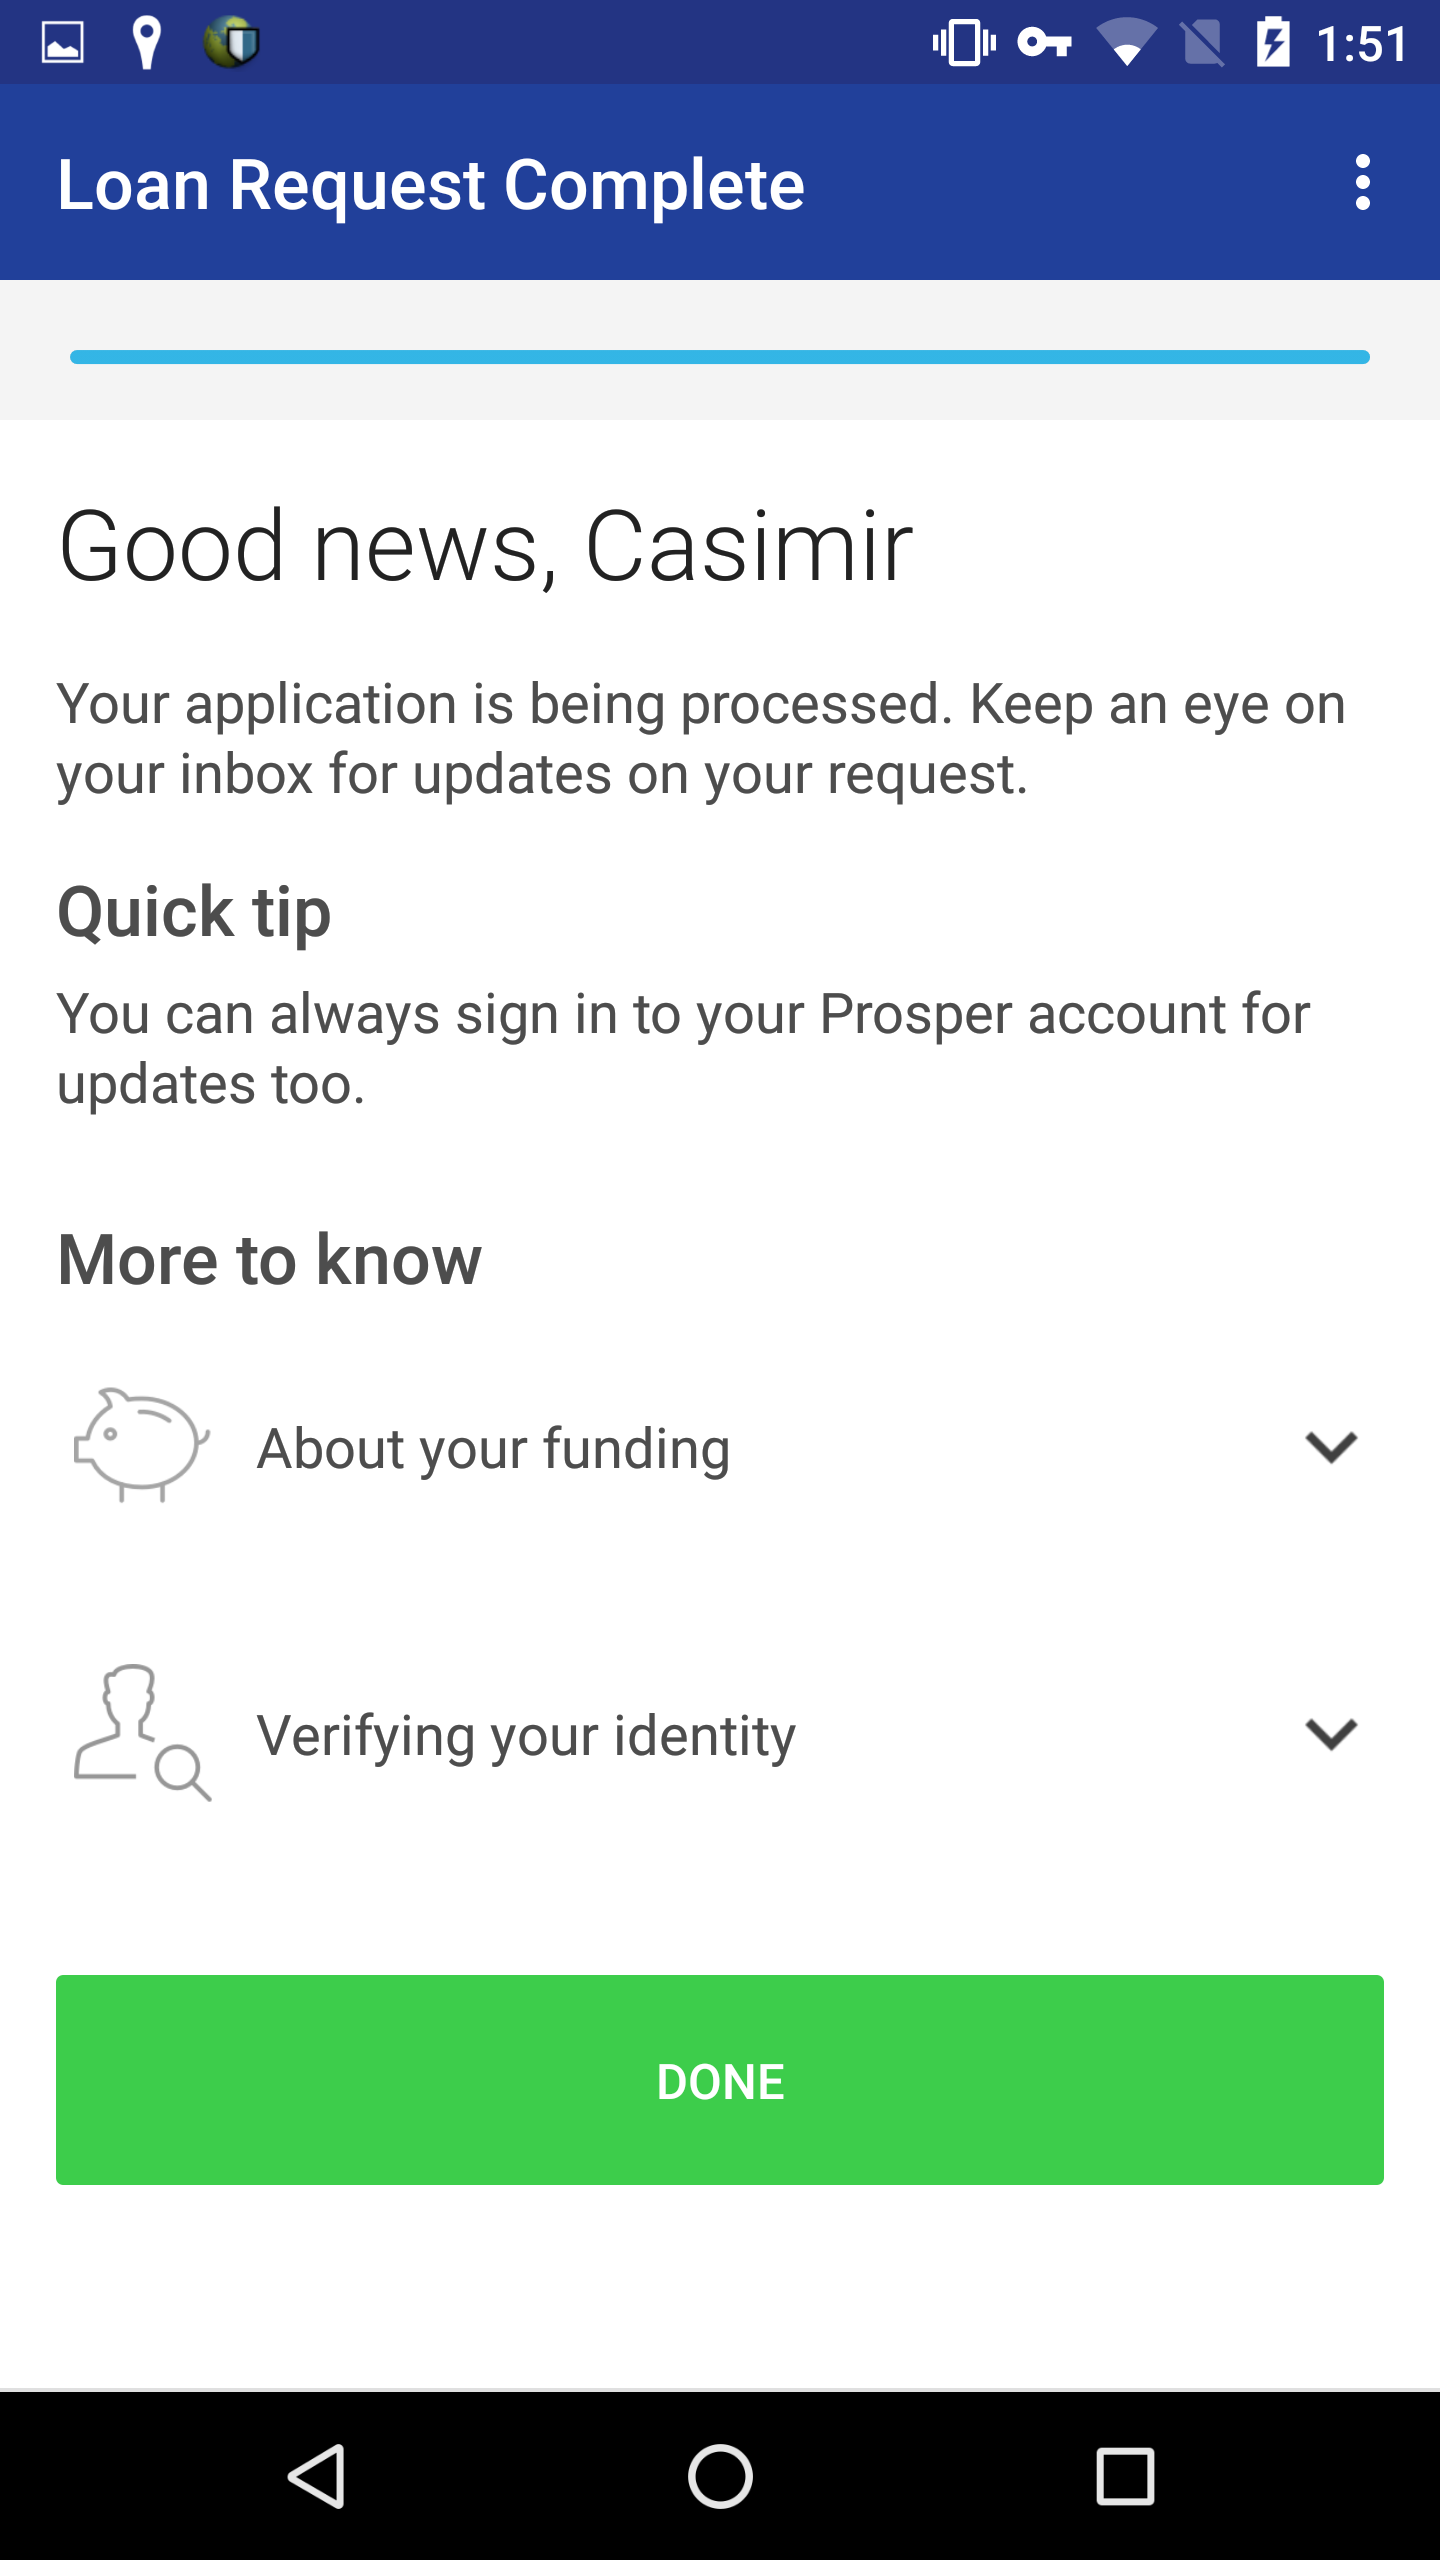 1:51
Loan Request Complete
Good news, Casimir
Your application is being processed. Keep an eye on
your inbox for updates on your request.
Quick tip
You can always sign in to your Prosper account for
updates too.
More to know
About your funding
Verifying your identity
DONE